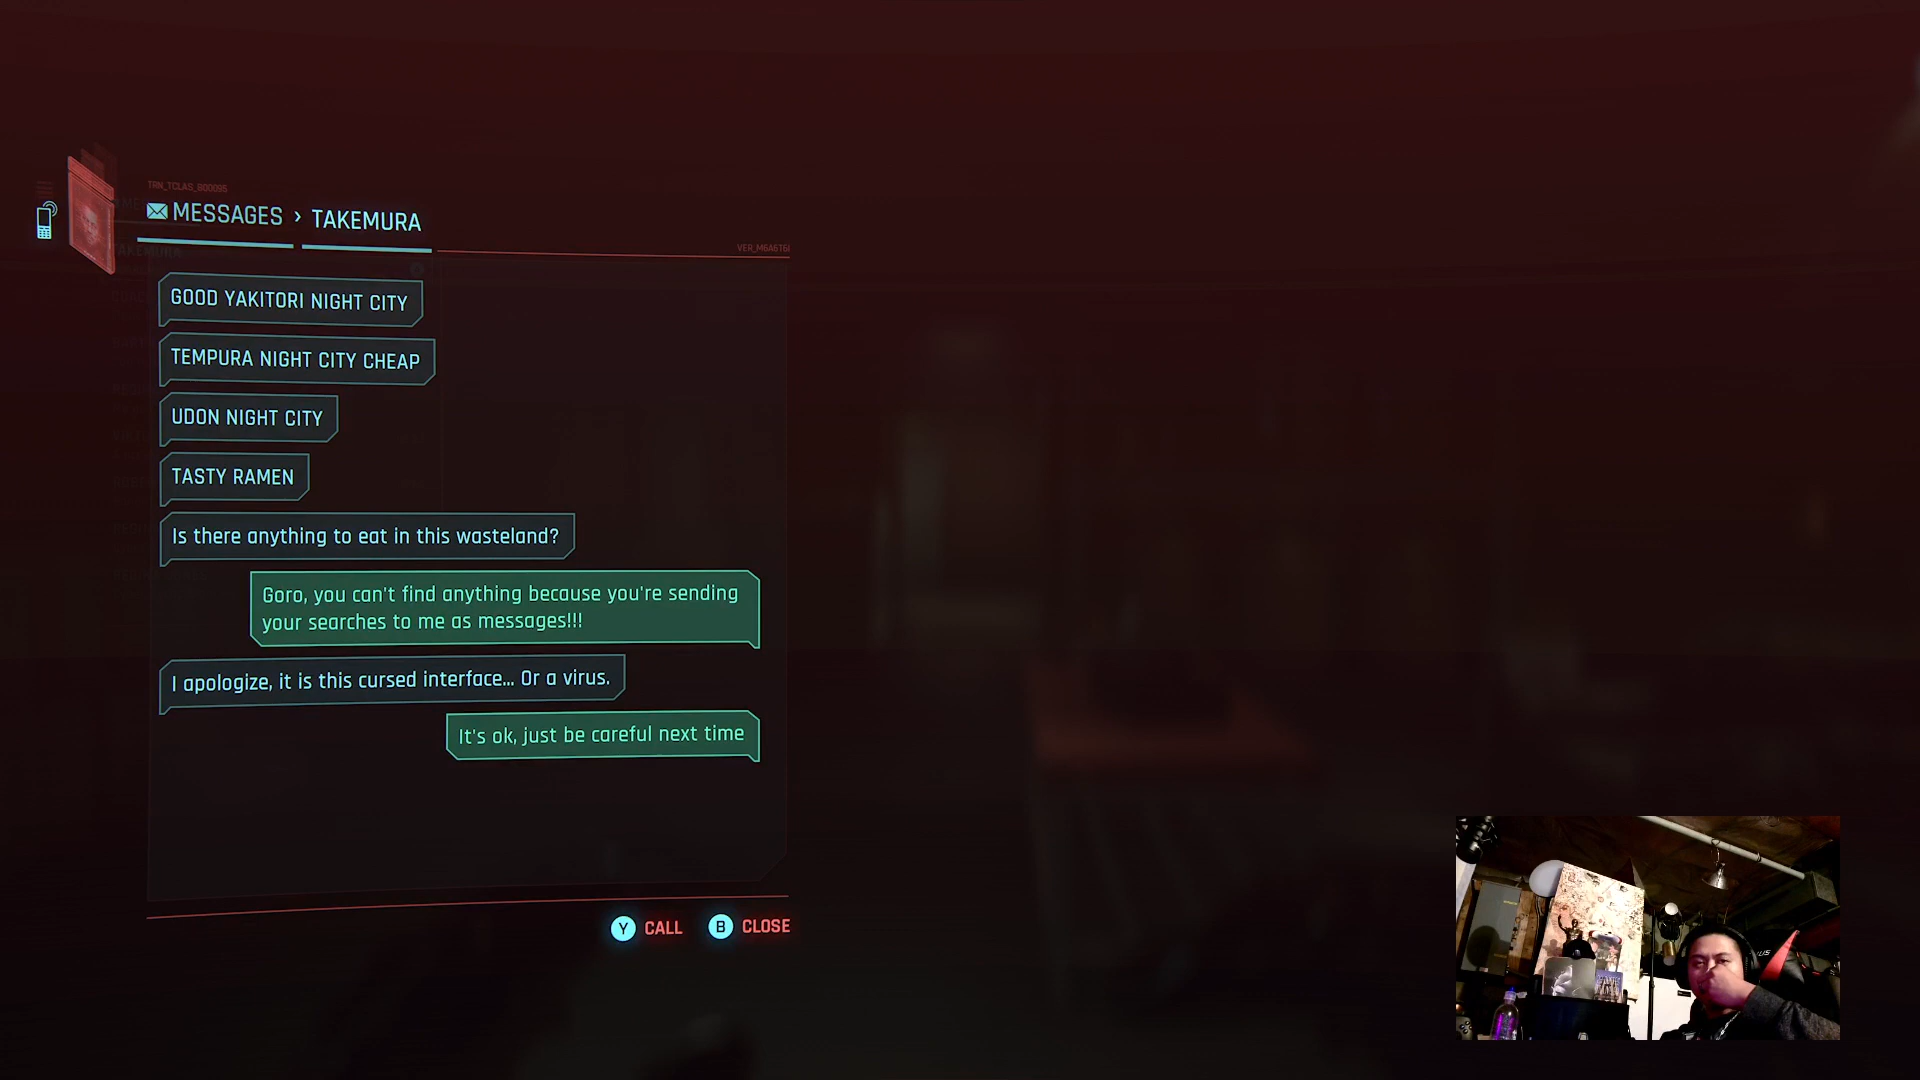 TRN_TCLAS_800095
MESSAGES › TAKEMURA
GOOD YAKITORI NIGHT CITY
TEMPURA NIGHT CITY CHEAP
UDON NIGHT CITY
TASTY RAMEN
Is there anything to eat in this wasteland?
Goro, you can't find anything because you're sending
your searches to me as messages!!!
I apologize, it is this cursed interface... Or a virus.
It's ok, just be careful next time
Y CALL B CLOSE